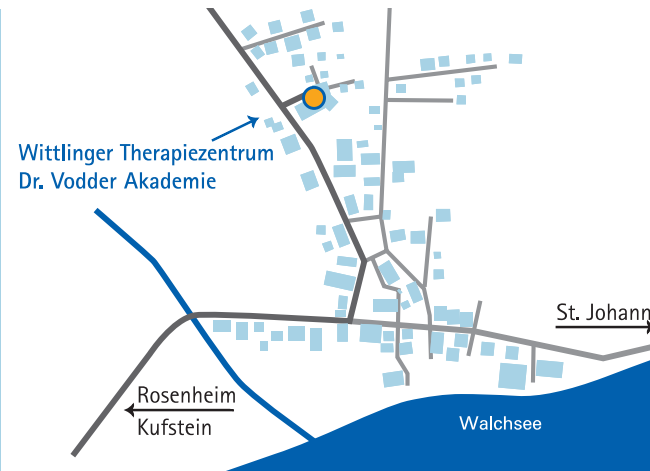 Wittlinger Therapiezentrum
Dr. Vodder Akademie
St. Johann
Rosenheim
Kufstein
Walchsee